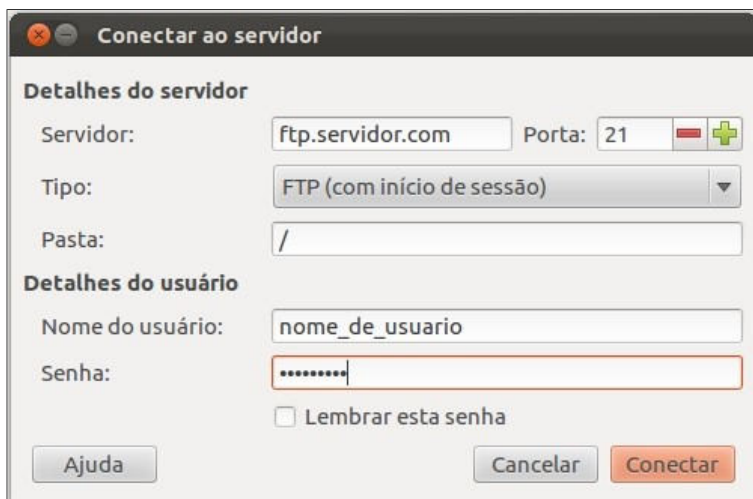 Conectar ao servidor
Detalhes do servidor
Servidor: ftp.servidor.com Porta: 21
Tipo: FTP (com início de sessão)
Pasta: /
Detalhes do usuário
Nome do usuário: nome_de_usuario
Senha: •••••••••
Lembrar esta senha
Ajuda Cancelar Conectar